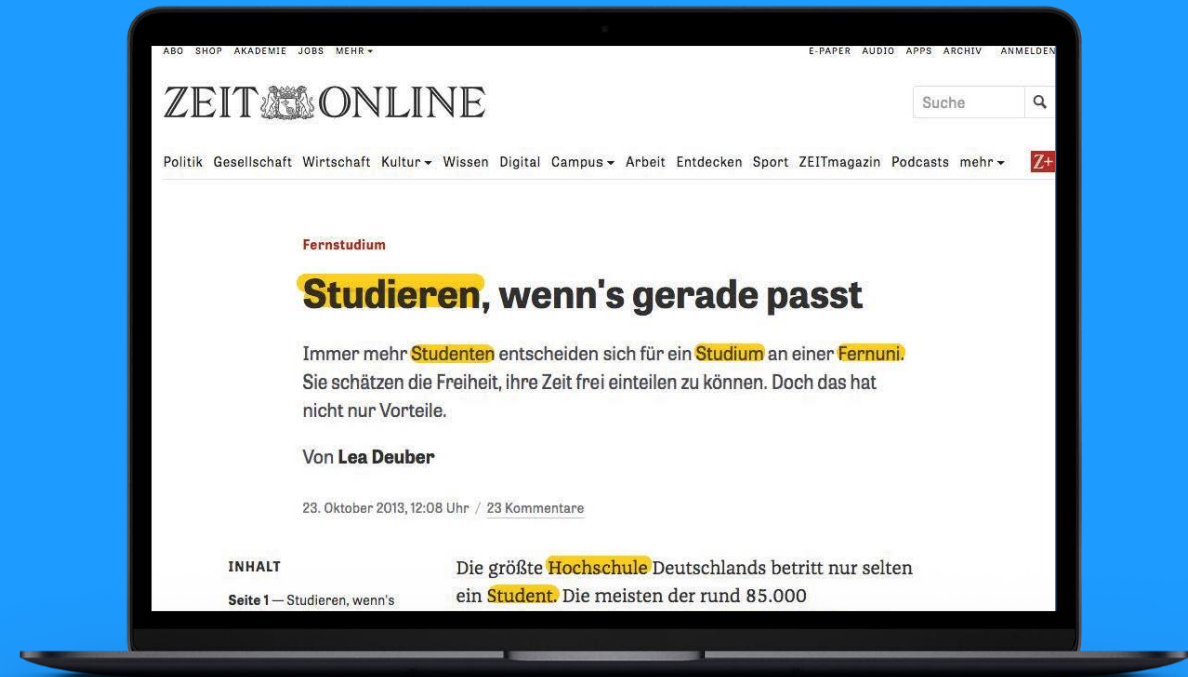 ABO SHOP AKADEMIE JOBS MEHR
E-PAPER AUDIO APPS ARCHIV ANMELDEN
ZEIT ONLINE
Suche
Politik Gesellschaft Wirtschaft Kultur Wissen Digital Campus Arbeit Entdecken Sport ZEITmagazin Podcasts mehr Z+
Fernstudium
Studieren, wenn's gerade passt
Immer mehr Studenten entscheiden sich für ein Studium an einer Fernuni.
Sie schätzen die Freiheit, ihre Zeit frei einteilen zu können. Doch das hat
nicht nur Vorteile.
Von Lea Deuber
23. Oktober 2013, 12:08 Uhr / 23 Kommentare
INHALT
Seite 1 — Studieren, wenn's
Die größte Hochschule Deutschlands betritt nur selten
ein Student. Die meisten der rund 85.000